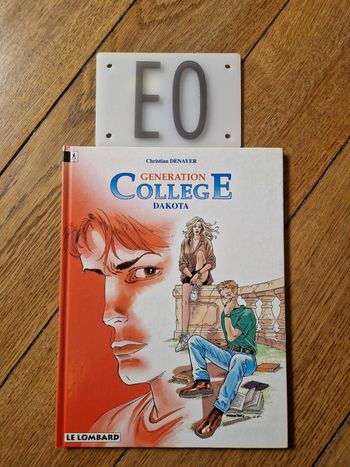 EO
Christian DENAYER
GENERATION
COLLEGE
DAKOTA
LE LOMBARD